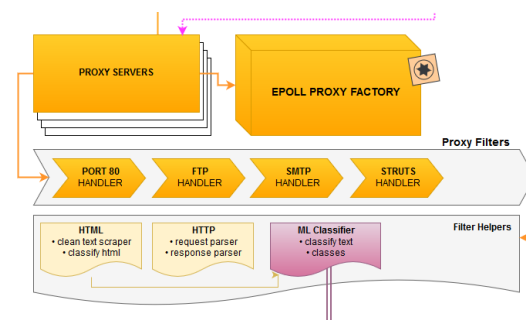 PROXY SERVERS
EPOLL PROXY FACTORY
Proxy Filters
PORT 80
HANDLER
FTP
HANDLER
SMTP
HANDLER
STRUTS
HANDLER
Filter Helpers
HTML
• clean text scraper
• classify html
HTTP
• request parser
• response parser
ML Classifier
• classify text
• classes